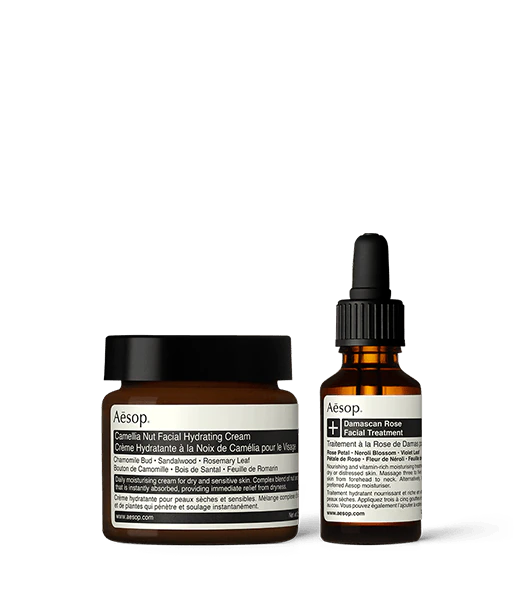 Aēsop.
Camellia Nut Facial Hydrating Cream
Crème Hydratante à la Noix de Camélia pour le Visage
Chamomile Bud • Sandalwood • Rosemary Leaf
Bouton de Camomille • Bois de Santal • Feuille de Romarin
Daily moisturising cream for dry and sensitive skin. Complex blend of nut
that is instantly absorbed, providing immediate relief from dryness.
Crème hydratante pour peaux sèches et sensibles. Mélange complexe
et de plantes qui pénètre et soulage instantanément.
www.aesop.com
Aēsop.
+ Damascan Rose
Facial Treatment
Traitement à la Rose de Damas
Rose Petal • Neroli Blossom • Violet Leaf
Pétale de Rose • Fleur de Néroli • Feuille
Nourishing and vitamin-rich moisturising
dry or distressed skin. Massage three to
skin from forehead to neck. Alternatively,
preferred Aesop moisturiser.
Traitement hydratant nourrissant et riche en
peaux sèches. Appliquez trois à cinq
au cou. Vous pouvez également l'ajouter à
www.aesop.com